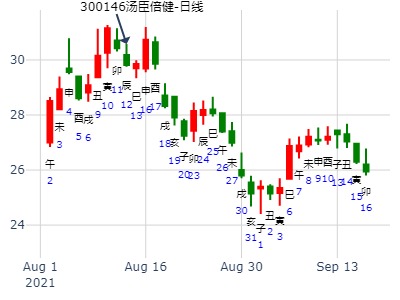 300146汤臣倍健-日线
30
28
26
24
午
2
未
3
申
4
酉
5
戌
6
丑
9
寅
10
卯
11
辰
12
巳
13
申
16
酉
17
戌
18
亥
19
子
20
卯
23
辰
24
巳
25
午
26
未
27
戌
30
亥
31
子
1
丑
2
寅
3
巳
6
午
7
未
8
申
9
酉
10
子
13
丑
14
寅
15
卯
16
Aug 1 Aug 16 Aug 30 Sep 13
2021